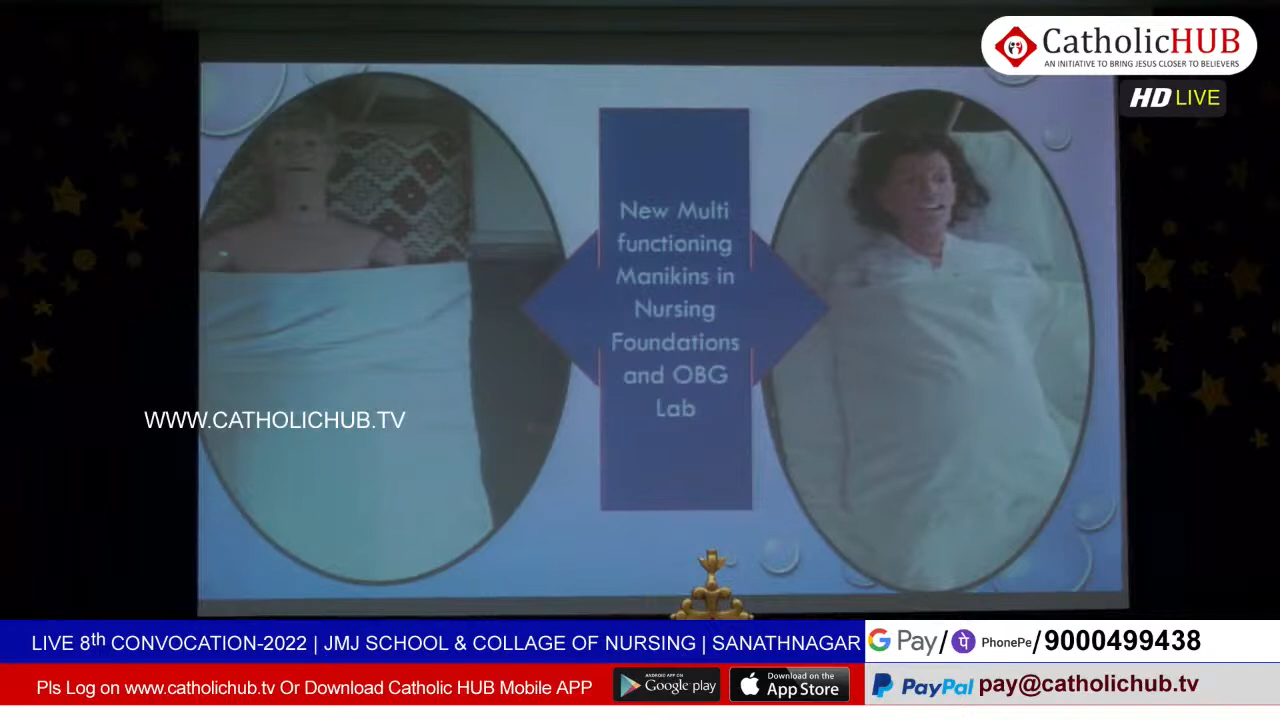 CatholicHUB
AN INITIATIVE TO BRING JESUS CLOSER TO BELIEVERS
HD LIVE
New Multi
functioning
Manikins in
Nursing
Foundations
and OBG
Lab
WWW.CATHOLICHUB.TV
LIVE 8th CONVOCATION-2022 | JMJ SCHOOL & COLLAGE OF NURSING | SANATHNAGAR
G Pay/ पे PhonePe/9000499438
Pls Log on www.catholichub.tv Or Download Catholic HUB Mobile APP
ANDROID APP ON
Google play
Download on the
App Store
PayPal pay@catholichub.tv